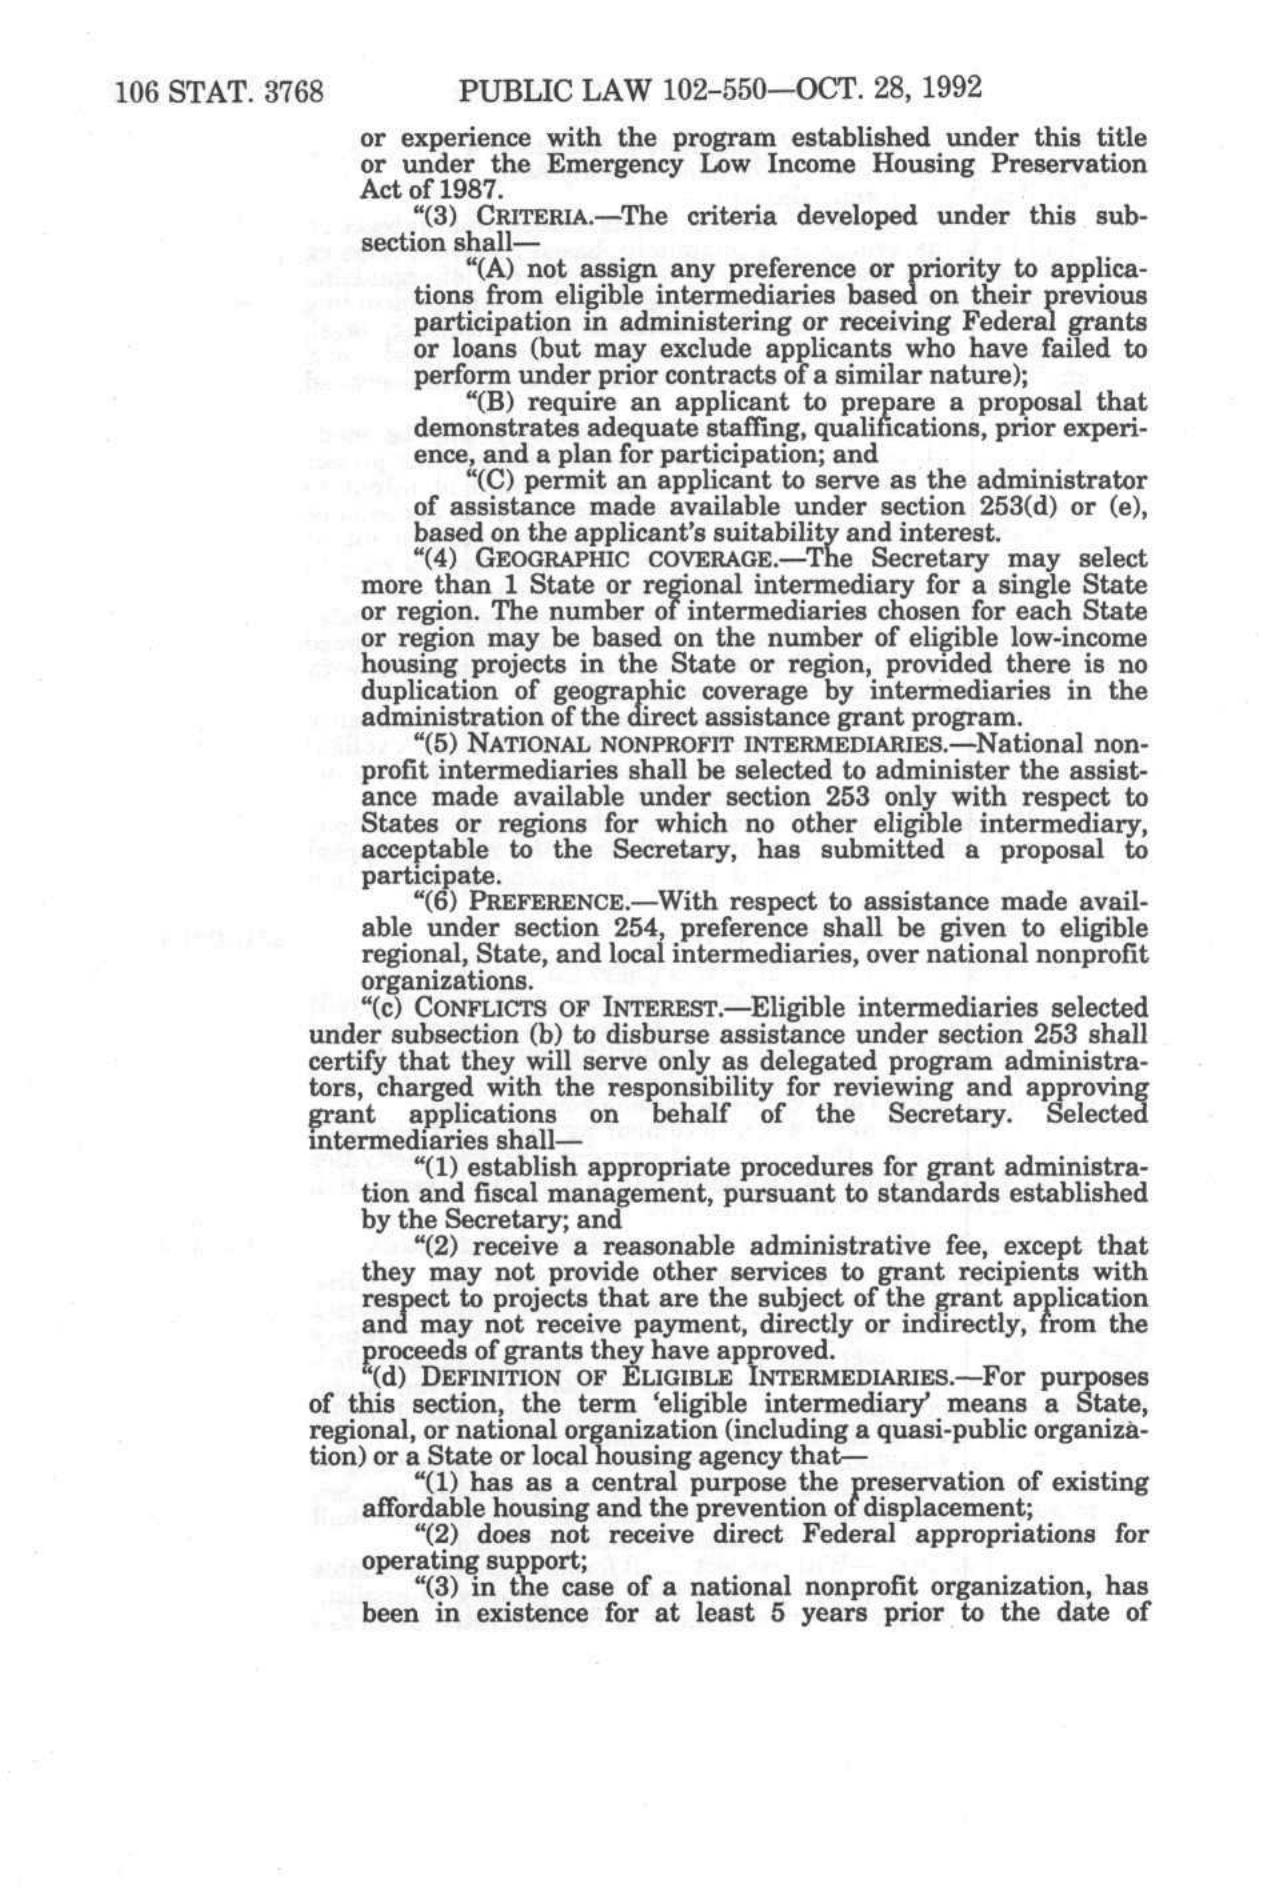 106 STAT. 3768 PUBLIC LAW 102-550—OCT. 28, 1992
or experience with the program established under this title
or under the Emergency Low Income Housing Preservation
Act of 1987.
“(3) CRITERIA.—The criteria developed under this sub-
section shall—
“(A) not assign any preference or priority to applica-
tions from eligible intermediaries based on their previous
participation in administering or receiving Federal grants
or loans (but may exclude applicants who have failed to
perform under prior contracts of a similar nature);
“(B) require an applicant to prepare a proposal that
demonstrates adequate staffing, qualifications, prior experi-
ence, and a plan for participation; and
“(C) permit an applicant to serve as the administrator
of assistance made available under section 253(d) or (e),
based on the applicant's suitability and interest.
“(4) GEOGRAPHIC COVERAGE.—The Secretary may select
more than 1 State or regional intermediary for a single State
or region. The number of intermediaries chosen for each State
or region may be based on the number of eligible low-income
housing projects in the State or region, provided there is no
duplication of geographic coverage by intermediaries in the
administration of the direct assistance grant program.
“(5) NATIONAL NONPROFIT INTERMEDIARIES.—National non-
profit intermediaries shall be selected to administer the assist-
ance made available under section 253 only with respect to
States or regions for which no other eligible intermediary,
acceptable to the Secretary, has submitted a proposal to
participate.
“(6) PREFERENCE.—With respect to assistance made avail-
able under section 254, preference shall be given to eligible
regional, State, and local intermediaries, over national nonprofit
organizations.
“(c) CONFLICTS OF INTEREST.—Eligible intermediaries selected
under subsection (b) to disburse assistance under section 253 shall
certify that they will serve only as delegated program administra-
tors, charged with the responsibility for reviewing and approving
grant applications on behalf of the Secretary. Selected
intermediaries shall—
“(1) establish appropriate procedures for grant administra-
tion and fiscal management, pursuant to standards established
by the Secretary; and
“(2) receive a reasonable administrative fee, except that
they may not provide other services to grant recipients with
respect to projects that are the subject of the grant application
and may not receive payment, directly or indirectly, from the
proceeds of grants they have approved.
“(d) DEFINITION OF ELIGIBLE INTERMEDIARIES.—For purposes
of this section, the term ‘eligible intermediary’ means a State,
regional, or national organization (including a quasi-public organiza-
tion) or a State or local housing agency that—
“(1) has as a central purpose the preservation of existing
affordable housing and the prevention of displacement;
“(2) does not receive direct Federal appropriations for
operating support;
“(3) in the case of a national nonprofit organization, has
been in existence for at least 5 years prior to the date of